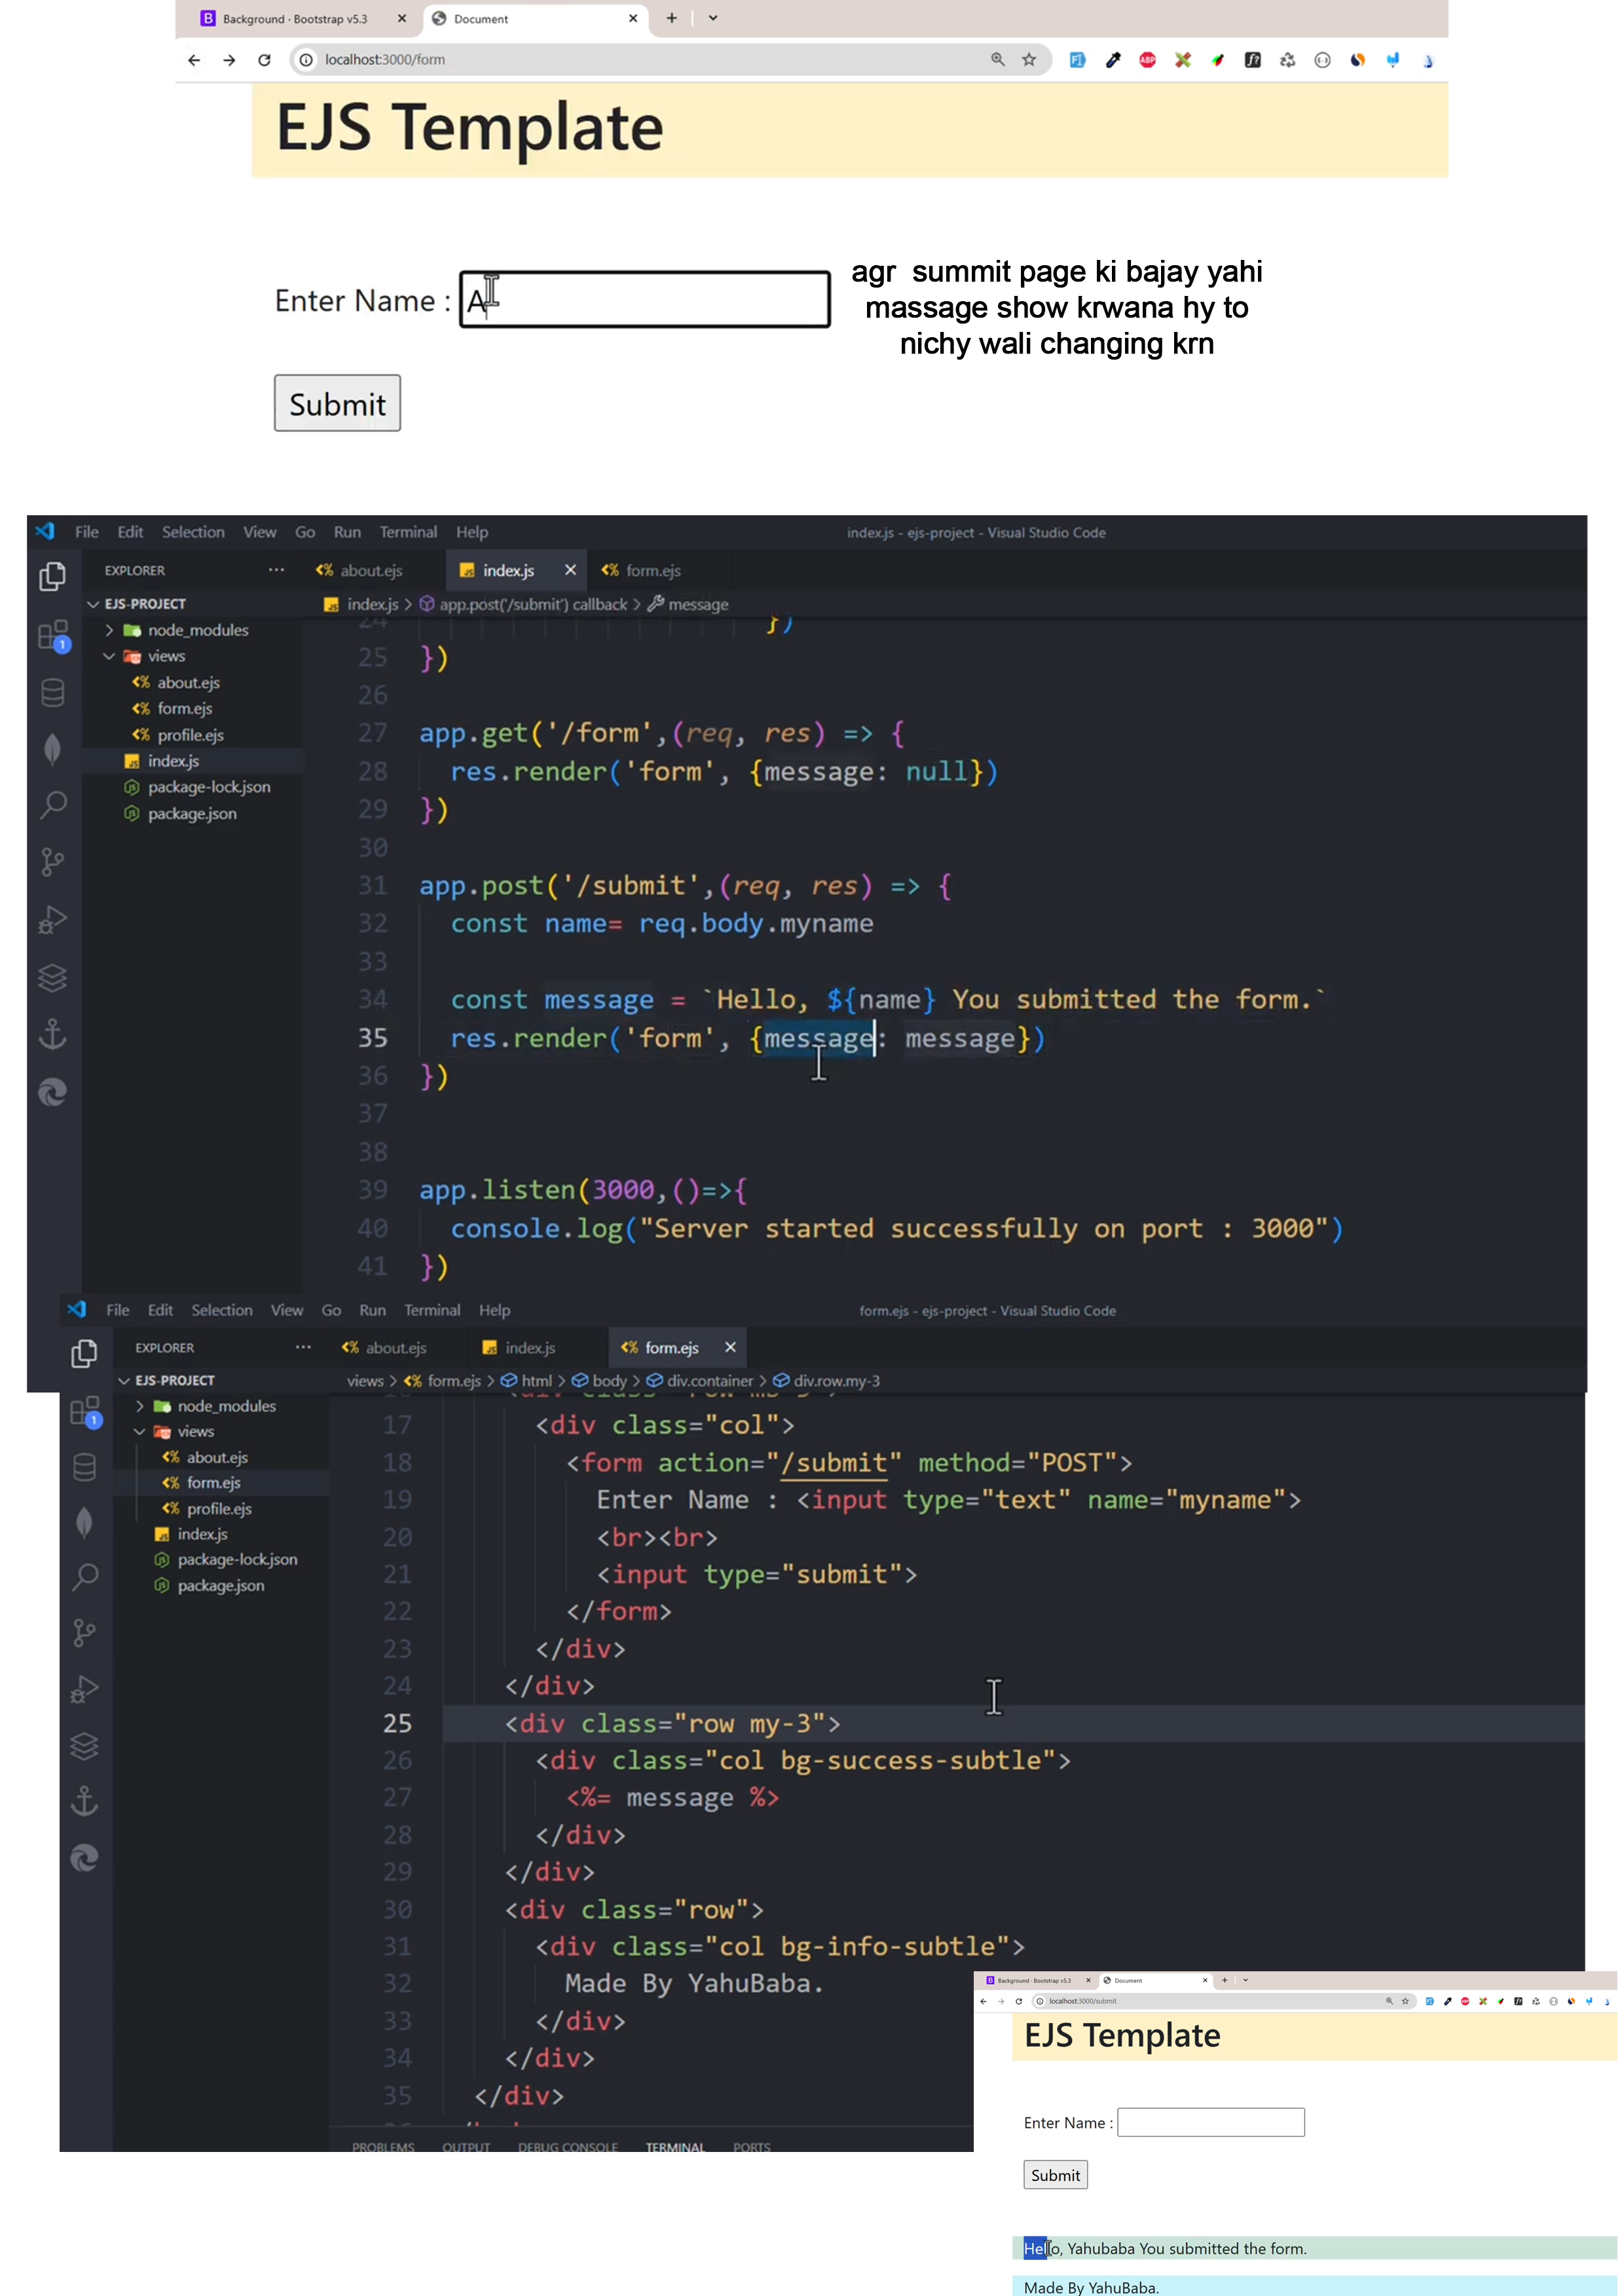 Background · Bootstrap v5.3
Document
localhost:3000/form
EJS Template
Enter Name : A
Submit
agr  summit page ki bajay yahi
massage show krwana hy to
nichy wali changing krn
File Edit Selection View Go Run Terminal Help
index.js - ejs-project - Visual Studio Code
EXPLORER
about.ejs
index.js
form.ejs
EJS-PROJECT
index.js > app.post('/submit') callback > message
node_modules
views
about.ejs
form.ejs
profile.ejs
index.js
package-lock.json
package.json
24 })
25 })
26
27 app.get('/form',(req, res) => {
28 res.render('form', {message: null})
29 })
30
31 app.post('/submit',(req, res) => {
32 const name= req.body.myname
33
34 const message = `Hello, ${name} You submitted the form.`
35 res.render('form', {message: message})
36 })
37
38
39 app.listen(3000,()=>{
40 console.log("Server started successfully on port : 3000")
41 })
File Edit Selection View Go Run Terminal Help
form.ejs - ejs-project - Visual Studio Code
EXPLORER
about.ejs
index.js
form.ejs
EJS-PROJECT
views > form.ejs > html > body > div.container > div.row.my-3
node_modules
views
about.ejs
form.ejs
profile.ejs
index.js
package-lock.json
package.json
17 <div class="col">
18 <form action="/submit" method="POST">
19 Enter Name : <input type="text" name="myname">
20 <br><br>
21 <input type="submit">
22 </form>
23 </div>
24 </div>
25 <div class="row my-3">
26 <div class="col bg-success-subtle">
27 <%= message %>
28 </div>
29 </div>
30 <div class="row">
31 <div class="col bg-info-subtle">
32 Made By YahuBaba.
33 </div>
34 </div>
35 </div>
PROBLEMS OUTPUT DEBUG CONSOLE TERMINAL PORTS
Background · Bootstrap v5.3
Document
localhost:3000/submit
EJS Template
Enter Name :
Submit
Hello, Yahubaba You submitted the form.
Made By YahuBaba.